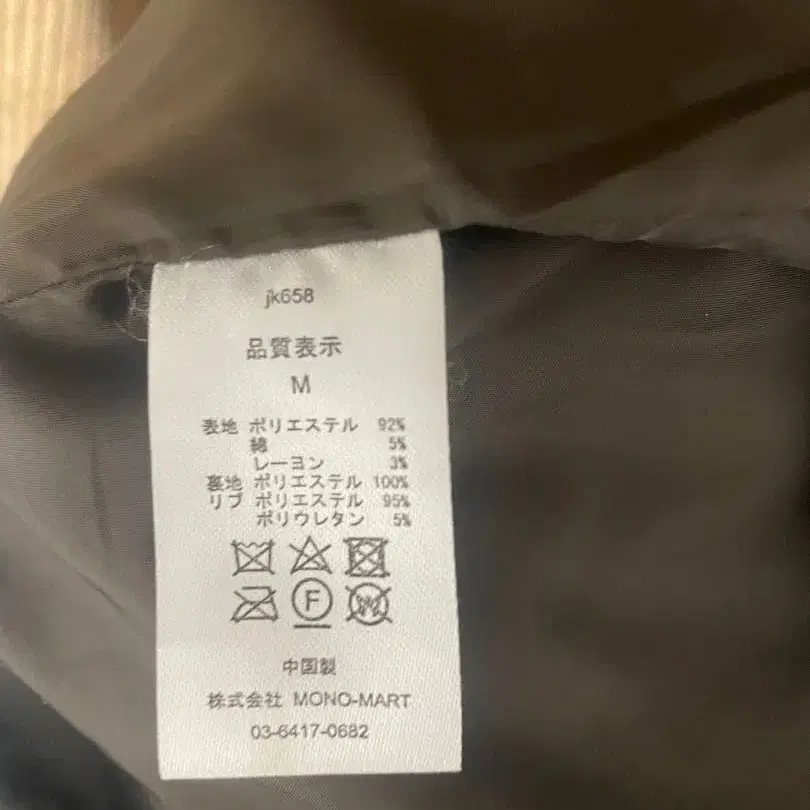 jk658
品質表示
M
表地 ポリエステル 92%
綿 5%
レーヨン 3%
裏地 ポリエステル 100%
リブ ポリエステル 95%
ポリウレタン 5%
F W
中国製
株式会社 MONO-MART
03-6417-0682